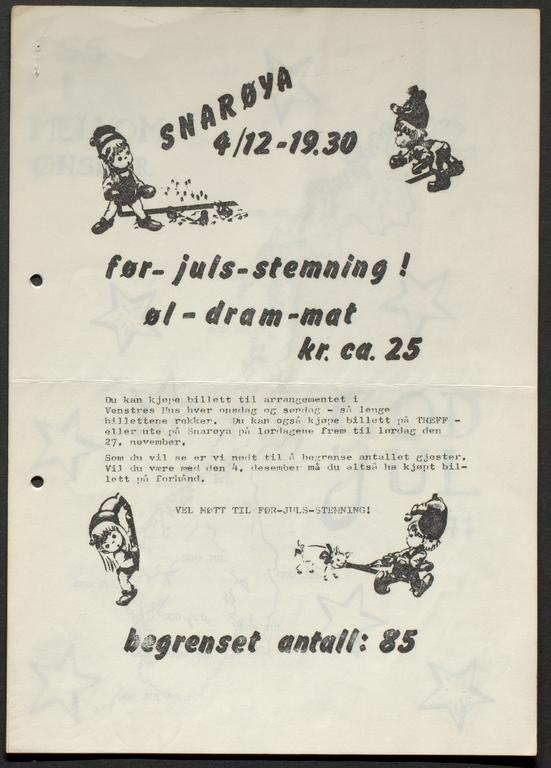 SNARØYA
4/12-19.30
før-juls-stemning!
øl-dram-mat
kr. ca. 25
Du kan kjøpe billett til arrangementet i
Venstres Hus hver onsdag og søndag - så lenge
billettene rekker. Du kan også kjøpe billett på THEFF -
eller ute på Snarøya på lørdagene frem til lørdag den
27. november.
Som du vil se er vi nødt til å begrense antallet gjester.
Vil du være med den 4. desember må du altså ha kjøpt bil-
lett på forhånd.
VEL MØTT TIL FØR-JULS-STEMNING!
begrenset antall: 85